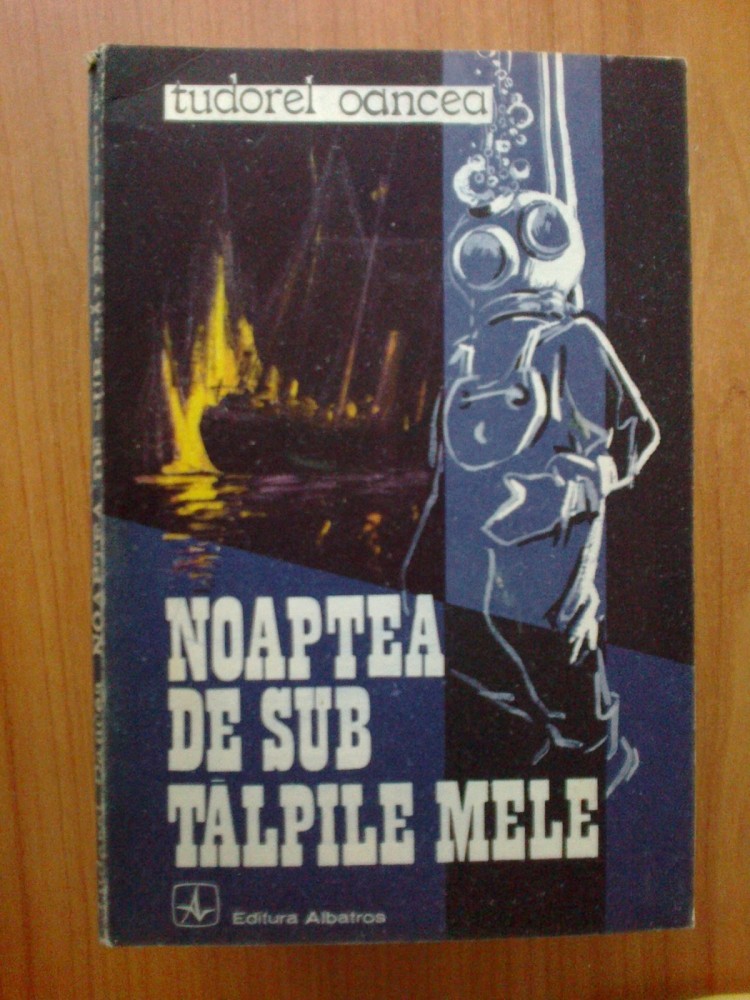 tudorel oancea
NOAPTEA
DE SUB
TĂLPILE MELE
Editura Albatros